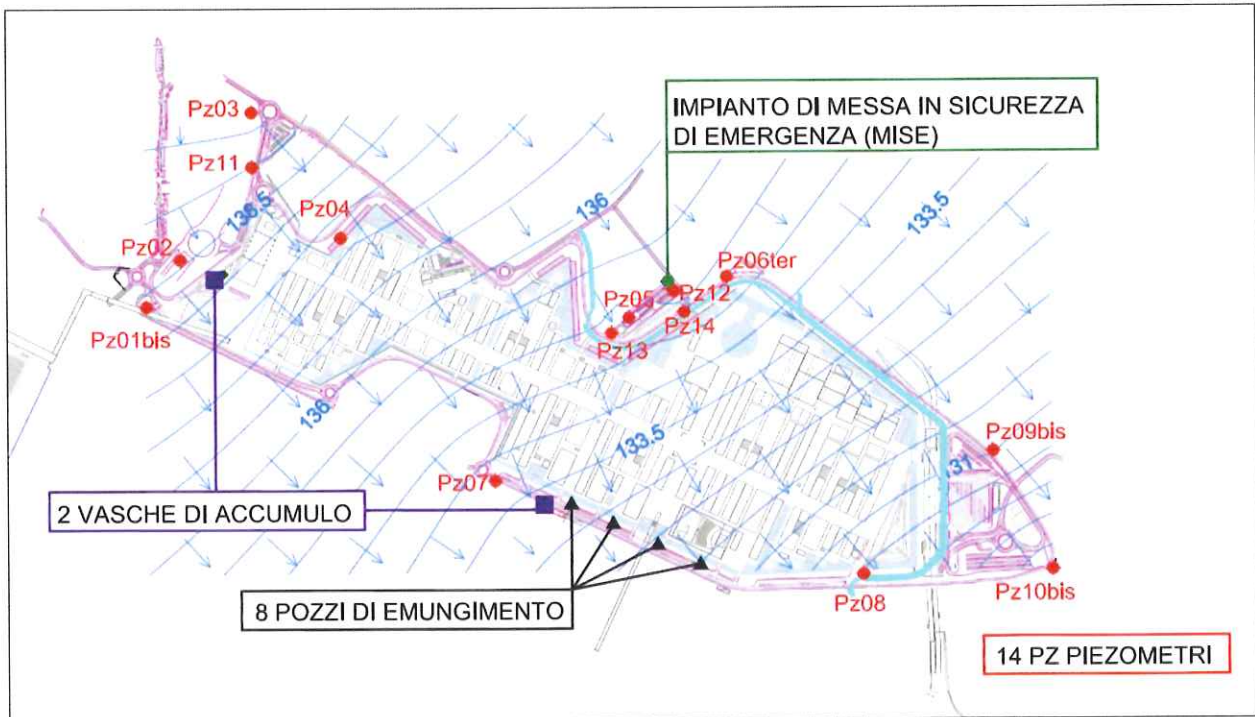 IMPIANTO DI MESSA IN SICUREZZA
DI EMERGENZA (MISE)
Pz03
Pz11
Pz04
138.5
136
133.5
Pz02
Pz06ter
Pz05
Pz12
Pz14
Pz01bis
Pz13
136
133.5
Pz09bis
131
Pz07
2 VASCHE DI ACCUMULO
8 POZZI DI EMUNGIMENTO
Pz08
Pz10bis
14 PZ PIEZOMETRI